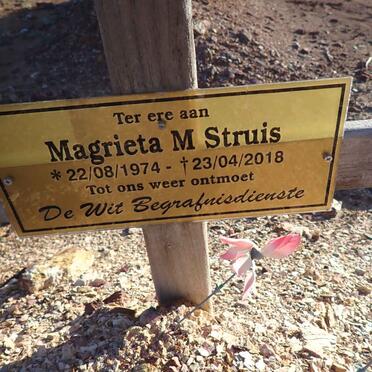 Ter ere aan
Magrieta M Struis
* 22/08/1974 - †23/04/2018
Tot ons weer ontmoet
De Wit Begrafnisdienste